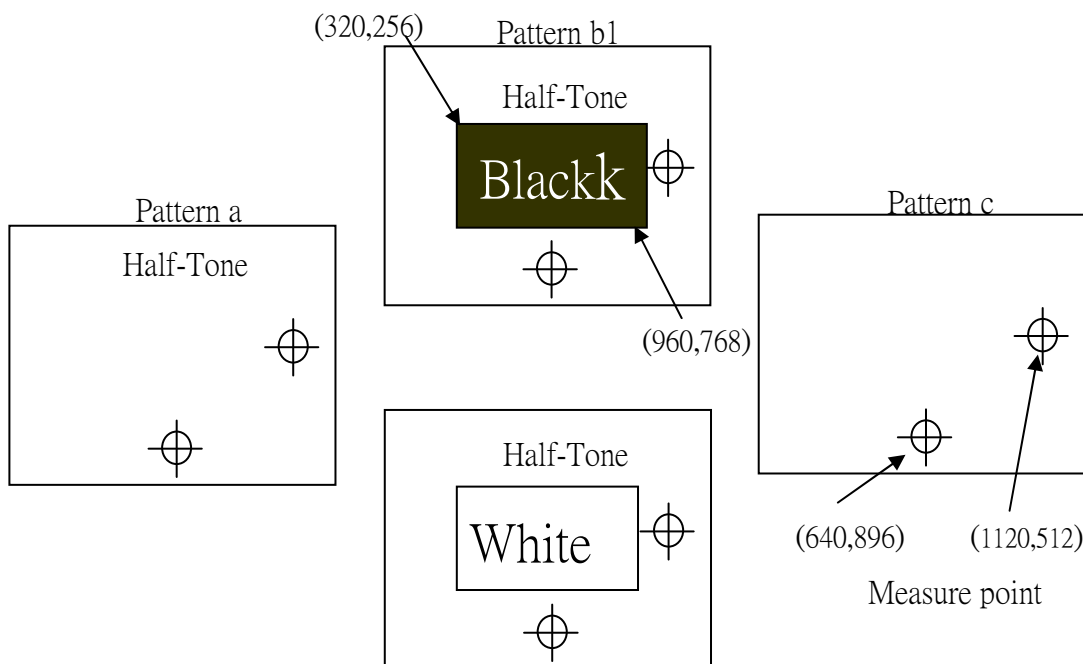 (320,256)
Pattern b1
Half-Tone
Blackk
Pattern a
Half-Tone
Pattern c
(960,768)
Half-Tone
White
(640,896)
(1120,512)
Measure point